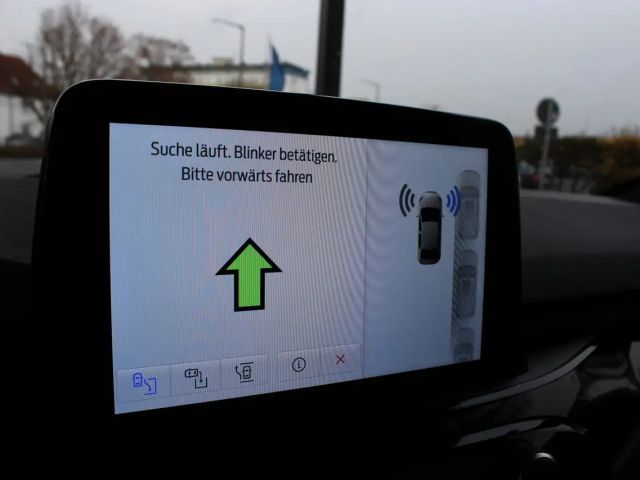 Suche läuft. Blinker betätigen.
Bitte vorwärts fahren